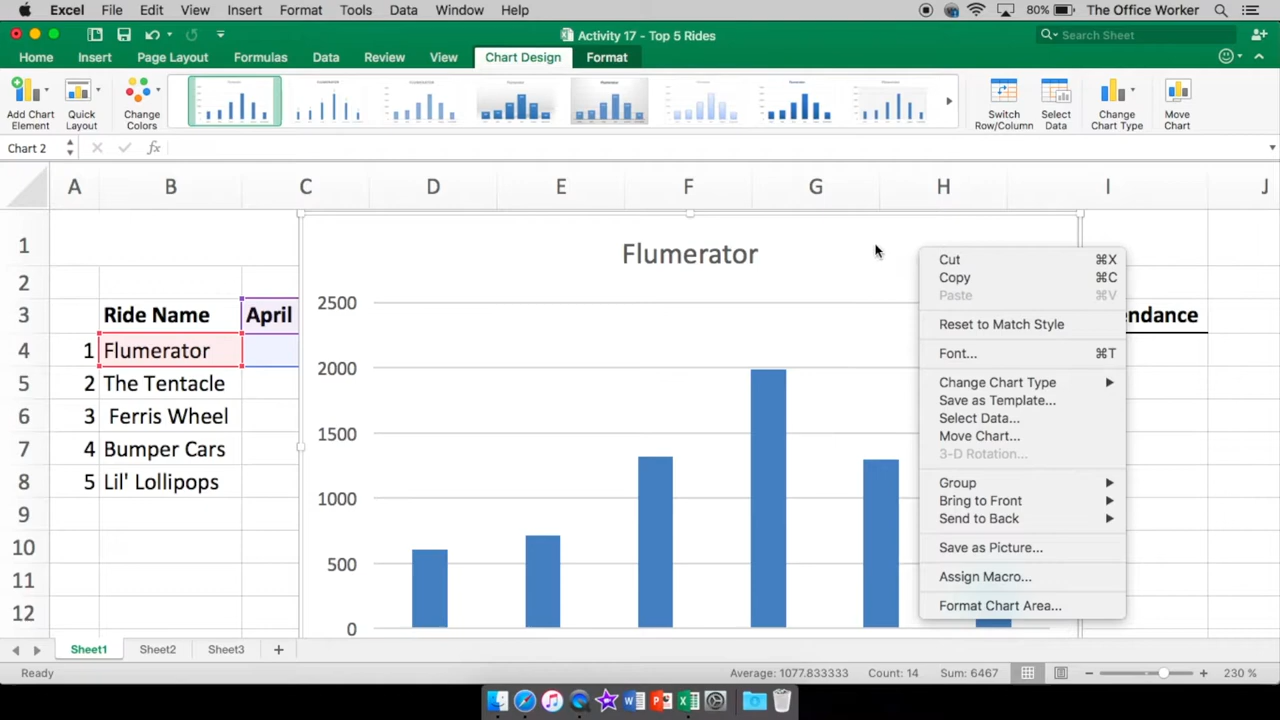 Excel File Edit View Insert Format Tools Data Window Help 80% The Office Worker
Activity 17 - Top 5 Rides
Search Sheet
Home Insert Page Layout Formulas Data Review View Chart Design Format
Add Chart Element
Quick Layout
Change Colors
Switch Row/Column
Select Data
Change Chart Type
Move Chart
Chart 2
fx
A B C D E F G H I J
1
Flumerator
2
3 Ride Name April endance
4 1 Flumerator
5 2 The Tentacle
6 3 Ferris Wheel
7 4 Bumper Cars
8 5 Lil' Lollipops
9
10
11
12
2500
2000
1500
1000
500
0
Cut ⌘X
Copy ⌘C
Paste ⌘V
Reset to Match Style
Font... ⌘T
Change Chart Type
Save as Template...
Select Data...
Move Chart...
3-D Rotation...
Group
Bring to Front
Send to Back
Save as Picture...
Assign Macro...
Format Chart Area...
Sheet1 Sheet2 Sheet3 +
Ready Average: 1077.833333 Count: 14 Sum: 6467 230 %